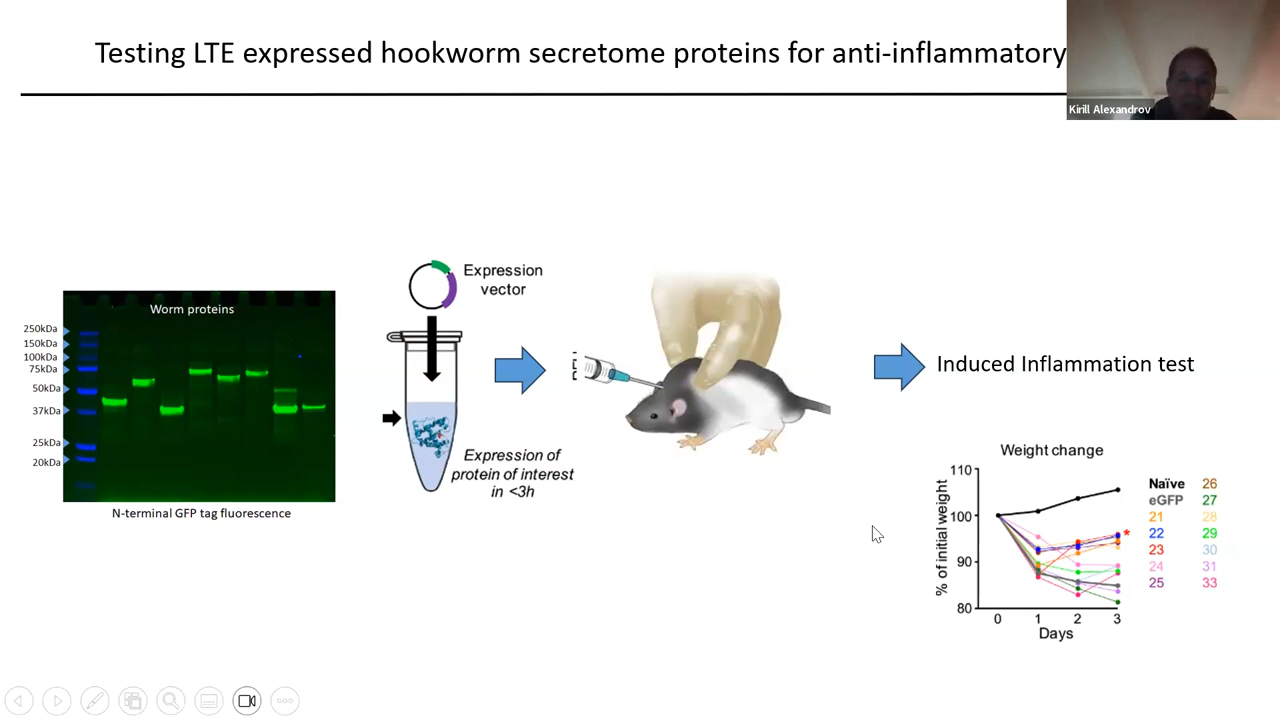 Testing LTE expressed hookworm secretome proteins for anti-inflammatory
Kirill Alexandrov
Worm proteins
250kDa
150kDa
100kDa
75kDa
50kDa
37kDa
25kDa
20kDa
N-terminal GFP tag fluorescence
Expression
vector
Expression of
protein of interest
in <3h
Induced Inflammation test
Weight change
% of initial weight
110
100
90
80
0 1 2 3
Days
*
Naïve 26
eGFP 27
21 28
22 29
23 30
24 31
25 33